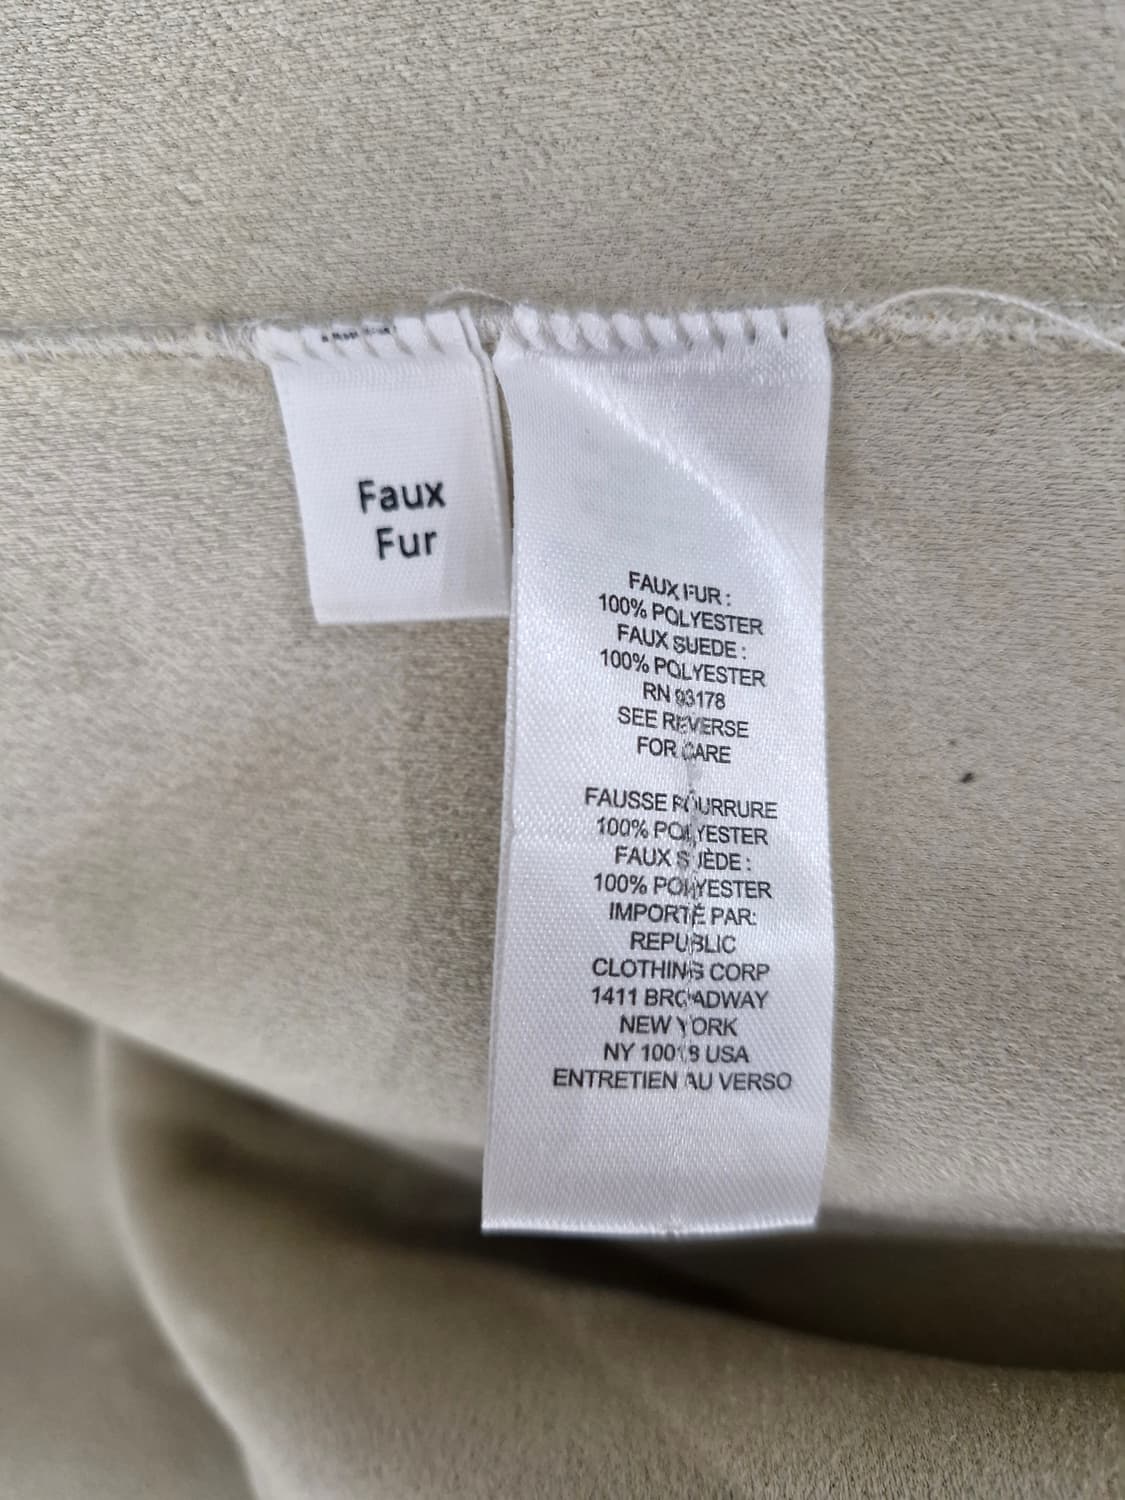 Faux
Fur
FAUX FUR :
100% POLYESTER
FAUX SUEDE :
100% POLYESTER
RN 93178
SEE REVERSE
FOR CARE
FAUSSE FOURRURE
100% POLYESTER
FAUX SUÈDE :
100% POLYESTER
IMPORTÉ PAR:
REPUBLIC
CLOTHING CORP
1411 BROADWAY
NEW YORK
NY 10018 USA
ENTRETIEN AU VERSO